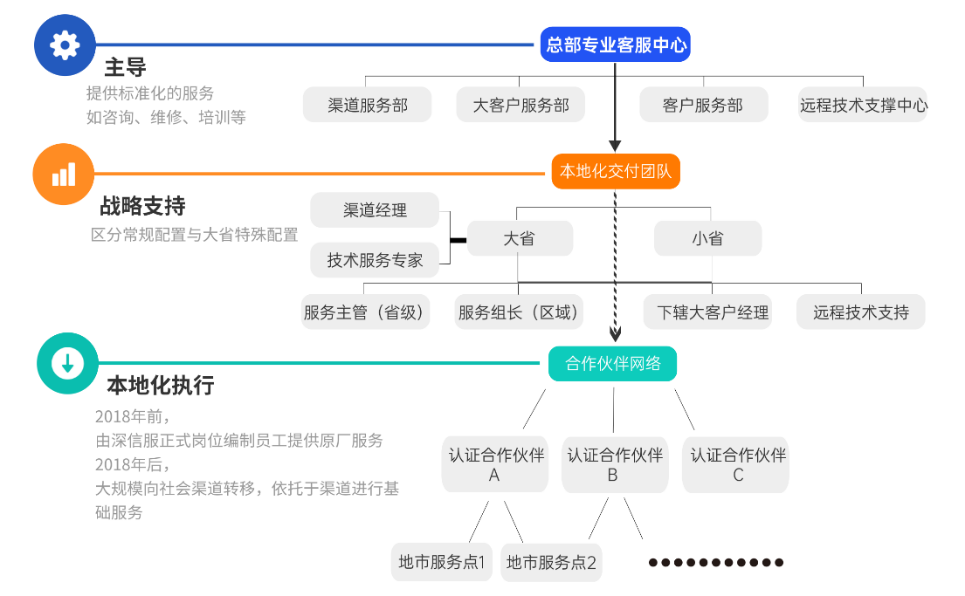 总部专业客服中心
主导
提供标准化的服务
如咨询、维修、培训等
渠道服务部
大客户服务部
客户服务部
远程技术支撑中心
本地化交付团队
战略支持
区分常规配置与大省特殊配置
渠道经理
技术服务专家
大省
小省
服务主管（省级）
服务组长（区域）
下辖大客户经理
远程技术支持
合作伙伴网络
本地化执行
2018年前，
由深信服正式岗位编制员工提供原厂服务
2018年后，
大规模向社会渠道转移，依托于渠道进行基
础服务
认证合作伙伴
A
认证合作伙伴
B
认证合作伙伴
C
地市服务点1
地市服务点2